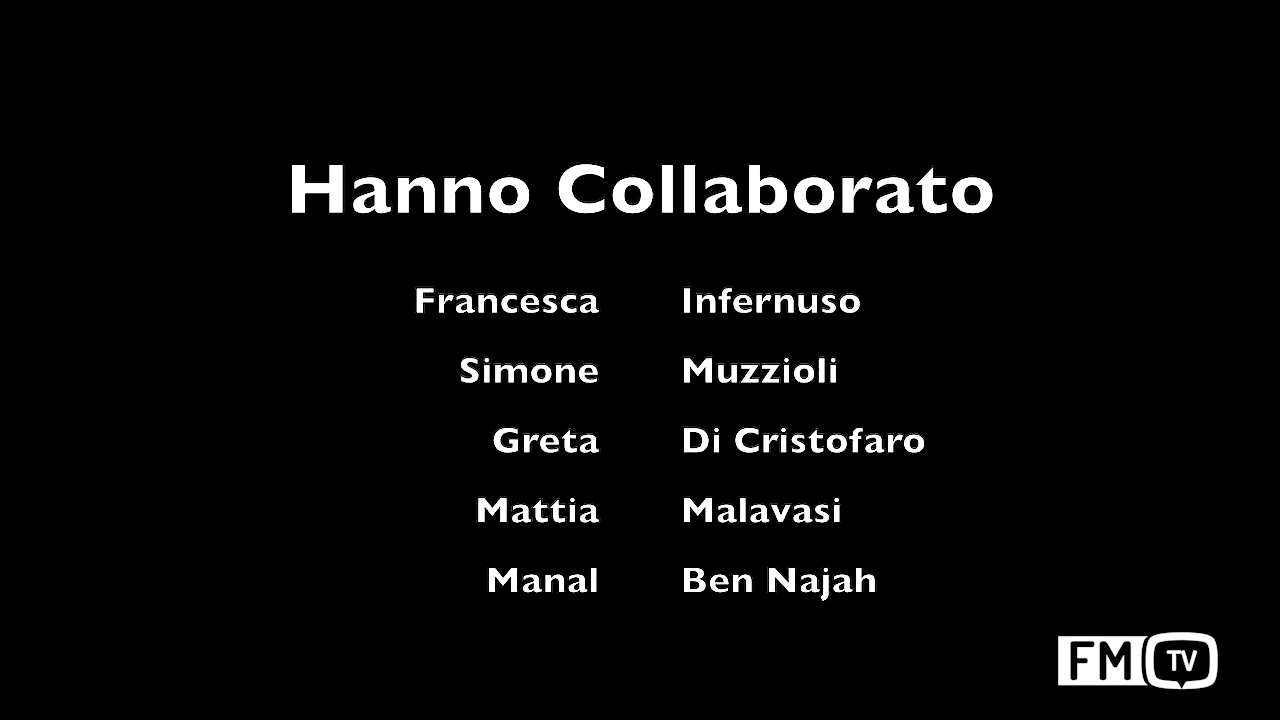 Hanno Collaborato
Francesca Infernuso
Simone Muzzioli
Greta Di Cristofaro
Mattia Malavasi
Manal Ben Najah
FM TV